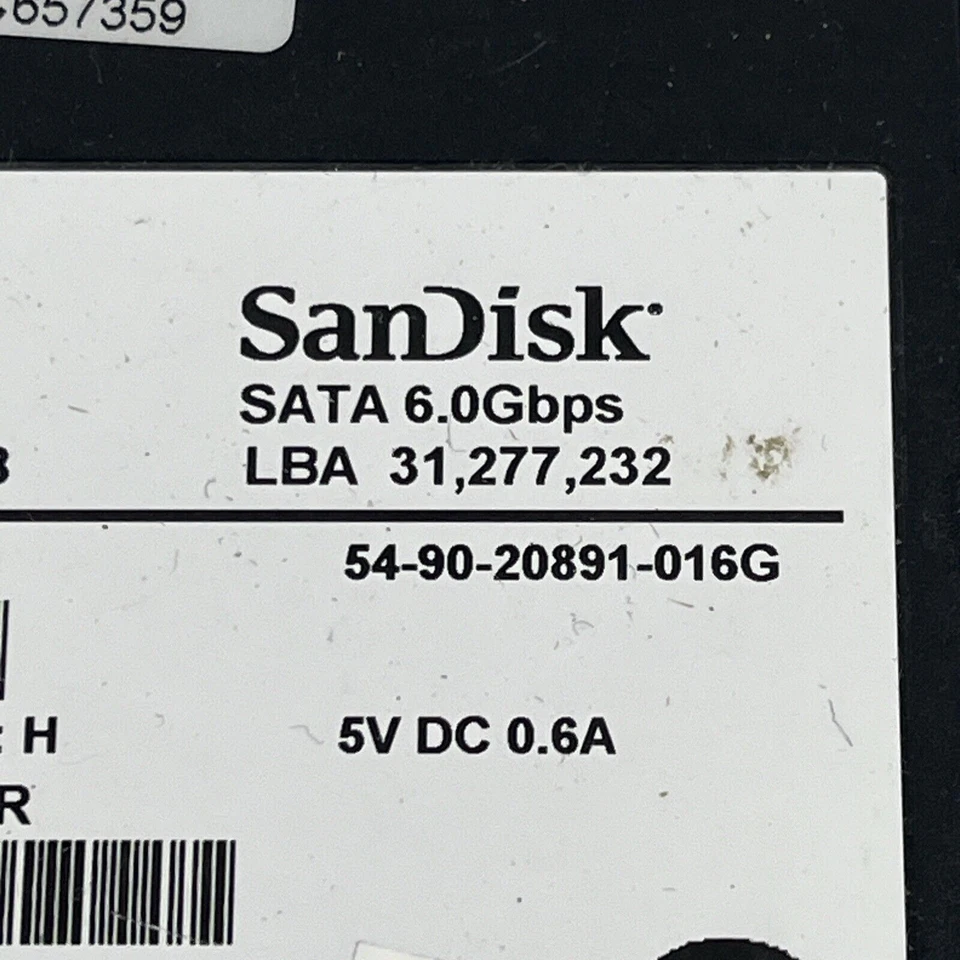 657359
SanDisk
SATA 6.0Gbps
LBA 31,277,232
54-90-20891-016G
: H
5V DC 0.6A
R